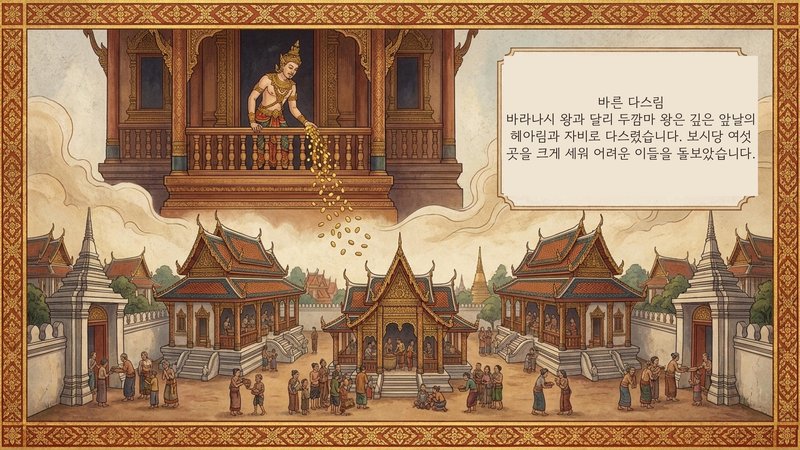 바른 다스림
바라나시 왕과 달리 두깜마 왕은 깊은 앞날의
헤아림과 자비로 다스렸습니다. 보시당 여섯
곳을 크게 세워 어려운 이들을 돌보았습니다.